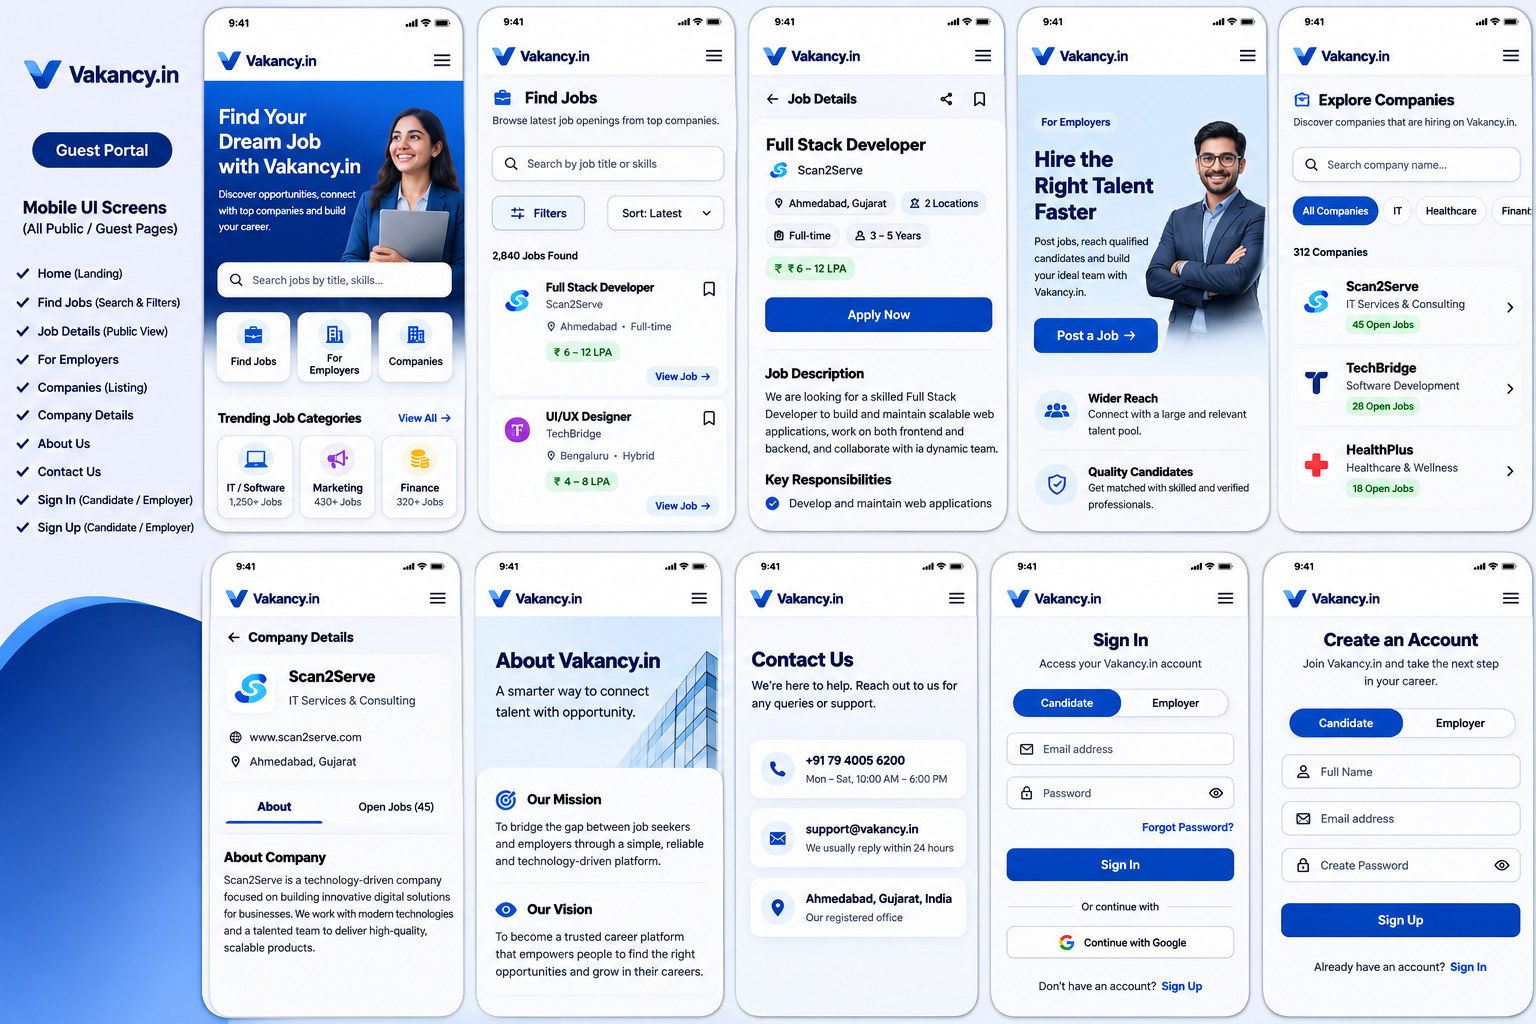 Vakancy.in
Guest Portal
Mobile UI Screens
(All Public / Guest Pages)
Home (Landing)
Find Jobs (Search & Filters)
Job Details (Public View)
For Employers
Companies (Listing)
Company Details
About Us
Contact Us
Sign In (Candidate / Employer)
Sign Up (Candidate / Employer)
9:41
Vakancy.in
Find Your
Dream Job
with Vakancy.in
Discover opportunities, connect
with top companies and build
your career.
Search jobs by title, skills...
Find Jobs
For
Employers
Companies
Trending Job Categories
View All →
IT / Software
1,250+ Jobs
Marketing
430+ Jobs
Finance
320+ Jobs
9:41
Vakancy.in
Find Jobs
Browse latest job openings from top companies.
Search by job title or skills
Filters
Sort: Latest
2,840 Jobs Found
Full Stack Developer
Scan2Serve
Ahmedabad • Full-time
₹ 6 – 12 LPA
View Job →
UI/UX Designer
TechBridge
Bengaluru • Hybrid
₹ 4 – 8 LPA
View Job →
9:41
Vakancy.in
← Job Details
Full Stack Developer
Scan2Serve
Ahmedabad, Gujarat
2 Locations
Full-time
3 – 5 Years
₹ ₹ 6 – 12 LPA
Apply Now
Job Description
We are looking for a skilled Full Stack
Developer to build and maintain scalable web
applications, work on both frontend and
backend, and collaborate with ia dynamic team.
Key Responsibilities
Develop and maintain web applications
9:41
Vakancy.in
For Employers
Hire the
Right Talent
Faster
Post jobs, reach qualified
candidates and build
your ideal team with
Vakancy.in.
Post a Job →
Wider Reach
Connect with a large and relevant
talent pool.
Quality Candidates
Get matched with skilled and verified
professionals.
9:41
Vakancy.in
Explore Companies
Discover companies that are hiring on Vakancy.in.
Search company name...
All Companies
IT
Healthcare
Finan
312 Companies
Scan2Serve
IT Services & Consulting
45 Open Jobs
TechBridge
Software Development
28 Open Jobs
HealthPlus
Healthcare & Wellness
18 Open Jobs
9:41
Vakancy.in
← Company Details
Scan2Serve
IT Services & Consulting
www.scan2serve.com
Ahmedabad, Gujarat
About
Open Jobs (45)
About Company
Scan2Serve is a technology-driven company
focused on building innovative digital solutions
for businesses. We work with modern technologies
and a talented team to deliver high-quality,
scalable products.
9:41
Vakancy.in
About Vakancy.in
A smarter way to connect
talent with opportunity.
Our Mission
To bridge the gap between job seekers
and employers through a simple, reliable
and technology-driven platform.
Our Vision
To become a trusted career platform
that empowers people to find the right
opportunities and grow in their careers.
9:41
Vakancy.in
Contact Us
We're here to help. Reach out to us for
any queries or support.
+91 79 4005 6200
Mon – Sat, 10:00 AM – 6:00 PM
support@vakancy.in
We usually reply within 24 hours
Ahmedabad, Gujarat, India
Our registered office
9:41
Vakancy.in
Sign In
Access your Vakancy.in account
Candidate
Employer
Email address
Password
Forgot Password?
Sign In
Or continue with
Continue with Google
Don't have an account? Sign Up
9:41
Vakancy.in
Create an Account
Join Vakancy.in and take the next step
in your career.
Candidate
Employer
Full Name
Email address
Create Password
Sign Up
Already have an account? Sign In